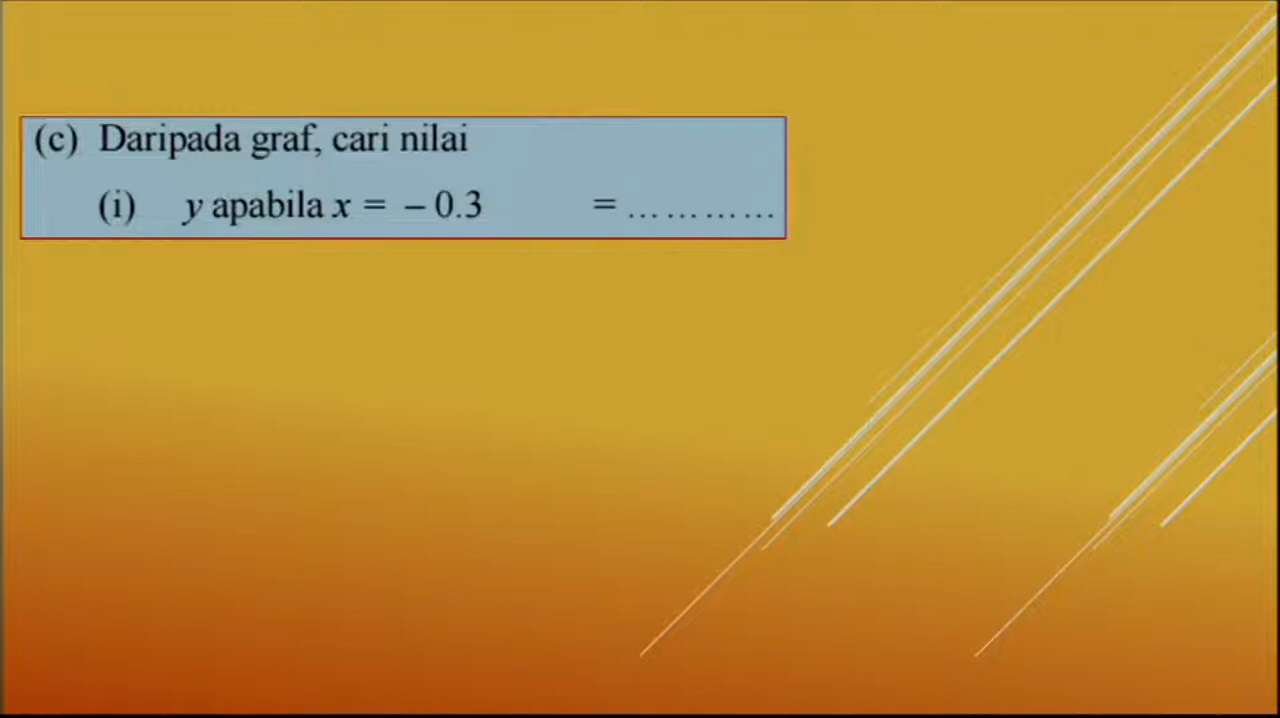 (c) Daripada graf, cari nilai
(i) y apabila x = – 0.3 = …………